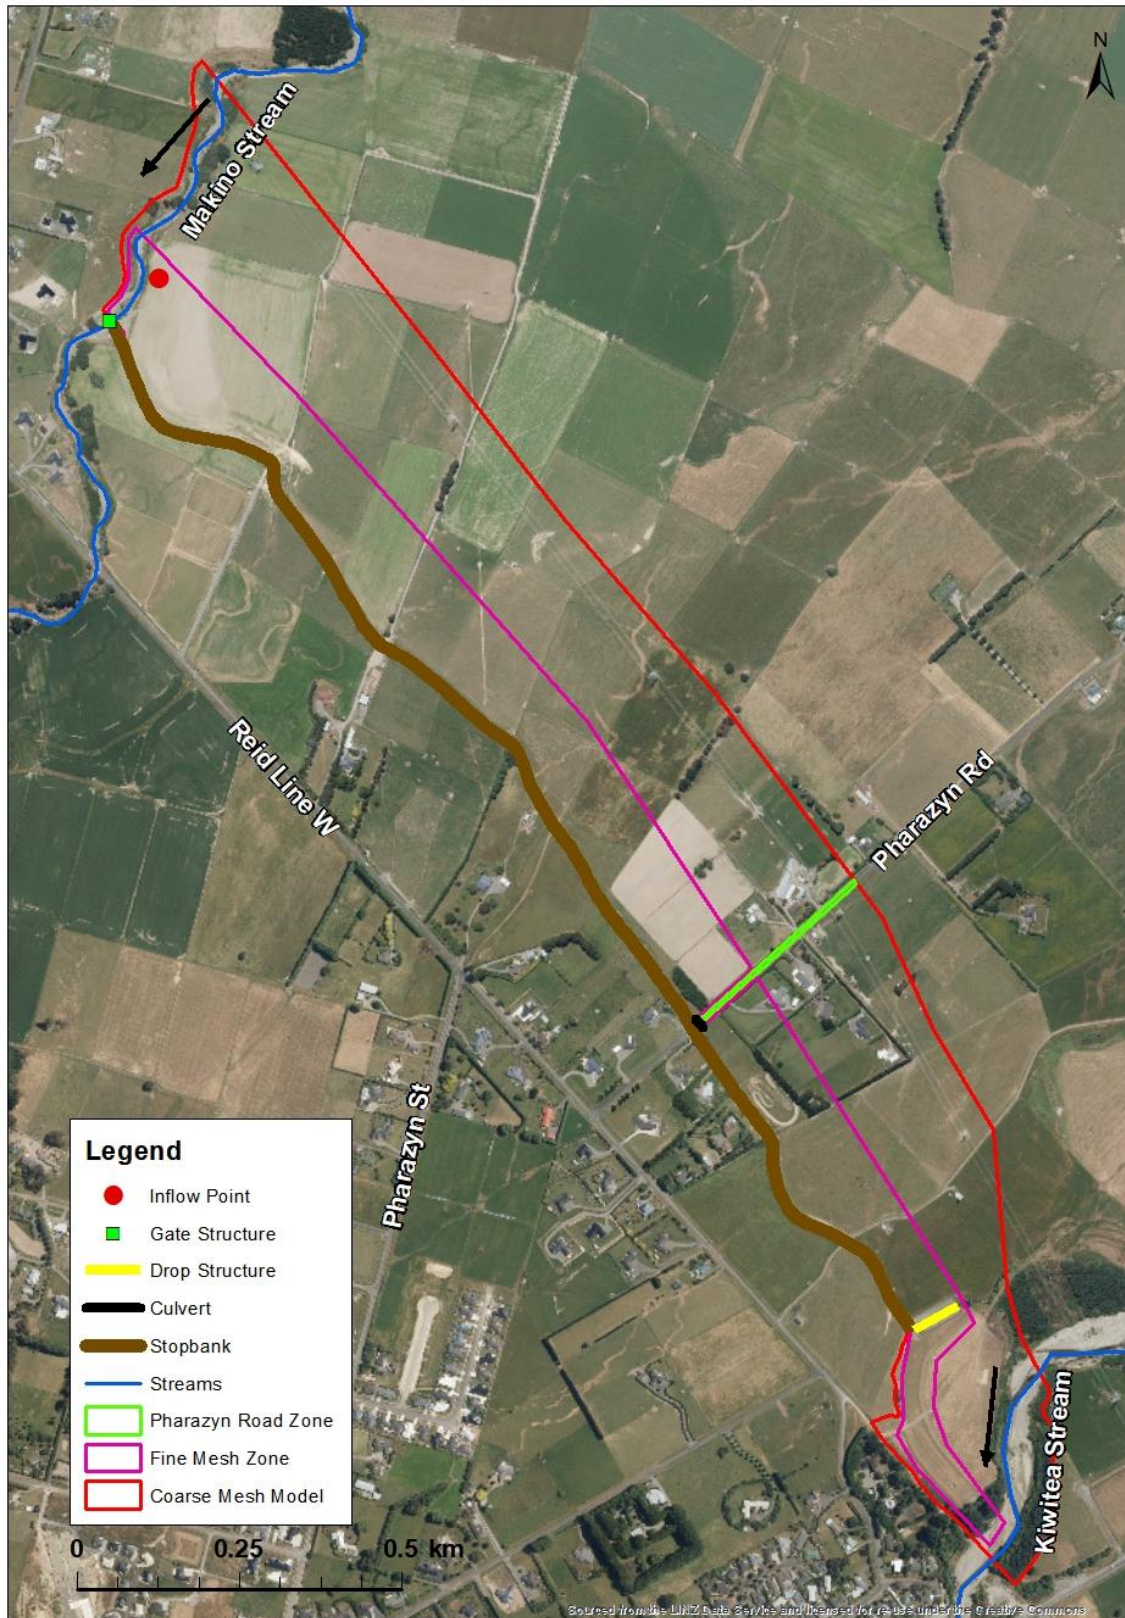 N
Makino Stream
Reid Line W
Pharazyn Rd
Pharazyn St
Kiwitea Stream
Legend
Inflow Point
Gate Structure
Drop Structure
Culvert
Stopbank
Streams
Pharazyn Road Zone
Fine Mesh Zone
Coarse Mesh Model
0 0.25 0.5 km
Sourced from the LINZ Data Service and licensed for re-use under the Creative Commons